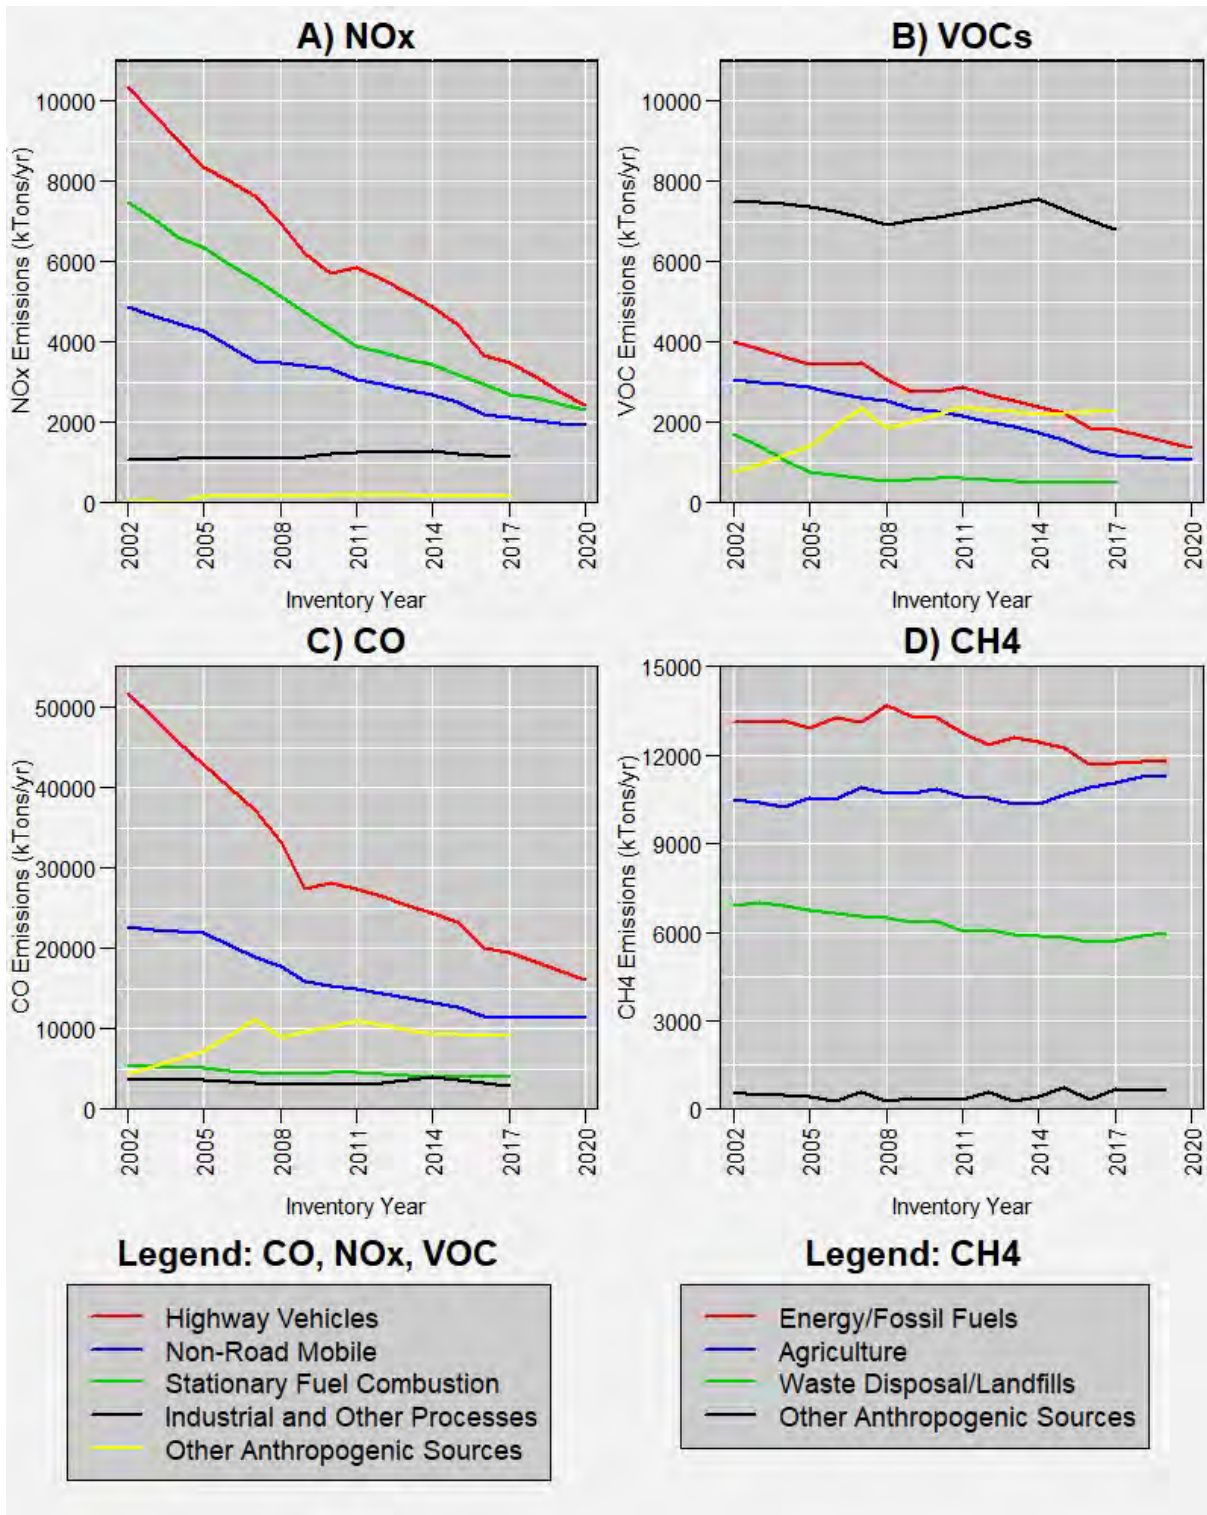 A) NOx
NOx Emissions (kTons/yr)
10000
8000
6000
4000
2000
0
2002
2005
2008
2011
2014
2017
2020
Inventory Year
B) VOCs
VOC Emissions (kTons/yr)
10000
8000
6000
4000
2000
0
2002
2005
2008
2011
2014
2017
2020
Inventory Year
C) CO
CO Emissions (kTons/yr)
50000
40000
30000
20000
10000
0
2002
2005
2008
2011
2014
2017
2020
Inventory Year
D) CH4
CH4 Emissions (kTons/yr)
15000
12000
9000
6000
3000
0
2002
2005
2008
2011
2014
2017
2020
Inventory Year
Legend: CO, NOx, VOC
Highway Vehicles
Non-Road Mobile
Stationary Fuel Combustion
Industrial and Other Processes
Other Anthropogenic Sources
Legend: CH4
Energy/Fossil Fuels
Agriculture
Waste Disposal/Landfills
Other Anthropogenic Sources